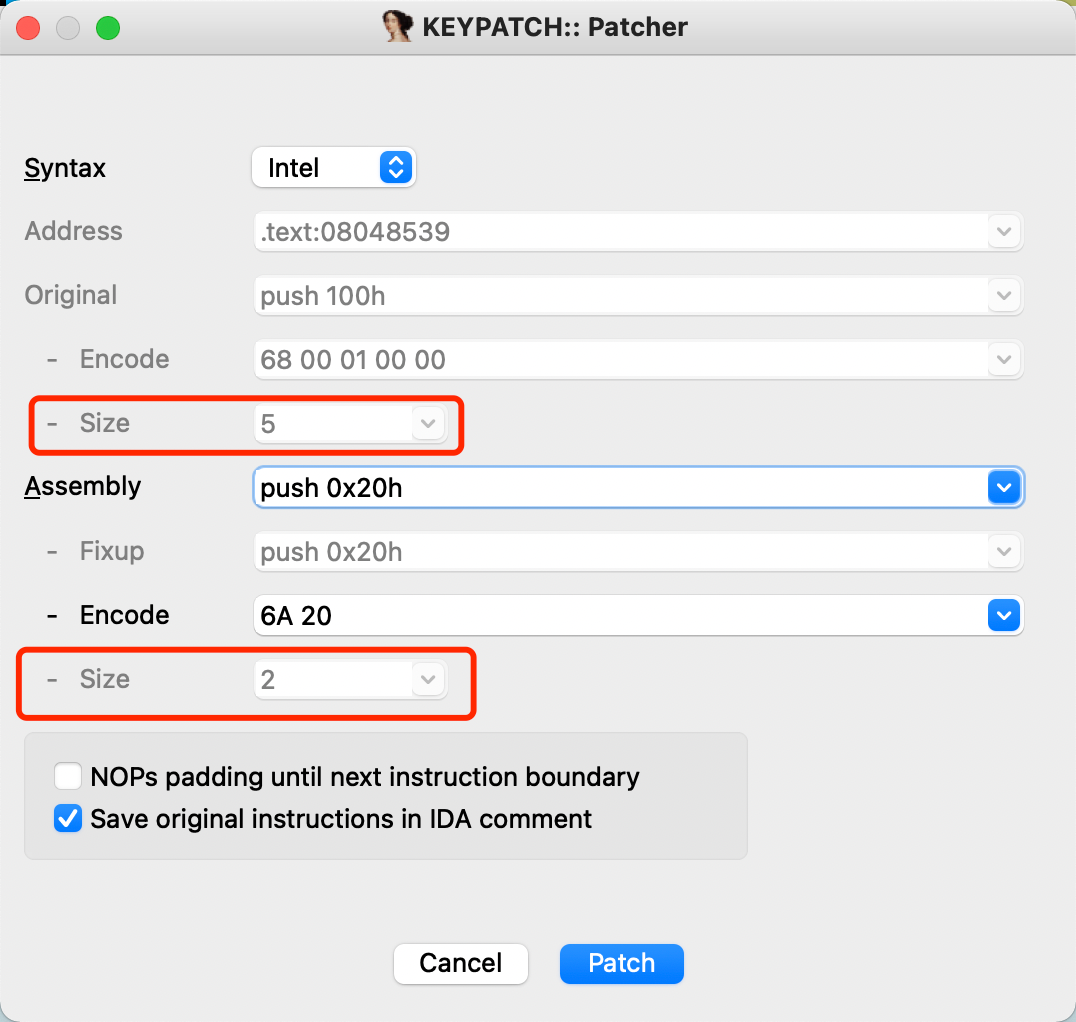 KEYPATCH:: Patcher
Syntax Intel
Address .text:08048539
Original push 100h
- Encode 68 00 01 00 00
- Size 5
Assembly push 0x20h
- Fixup push 0x20h
- Encode 6A 20
- Size 2
NOPs padding until next instruction boundary
Save original instructions in IDA comment
Cancel Patch